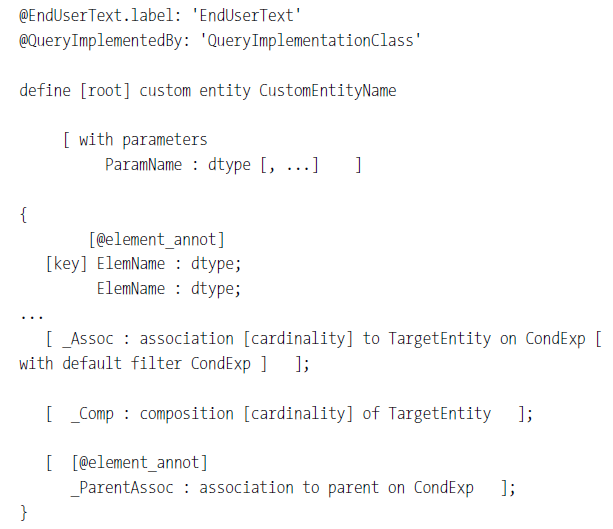 @EndUserText.label: 'EndUserText'
@QueryImplementedBy: 'QueryImplementationClass'
define [root] custom entity CustomEntityName
[ with parameters
ParamName : dtype [, ...] ]
{
[@element_annot]
[key] ElemName : dtype;
ElemName : dtype;
...
[ _Assoc : association [cardinality] to TargetEntity on CondExp [
with default filter CondExp ] ];
[ _Comp : composition [cardinality] of TargetEntity ];
[ [@element_annot]
_ParentAssoc : association to parent on CondExp ];
}